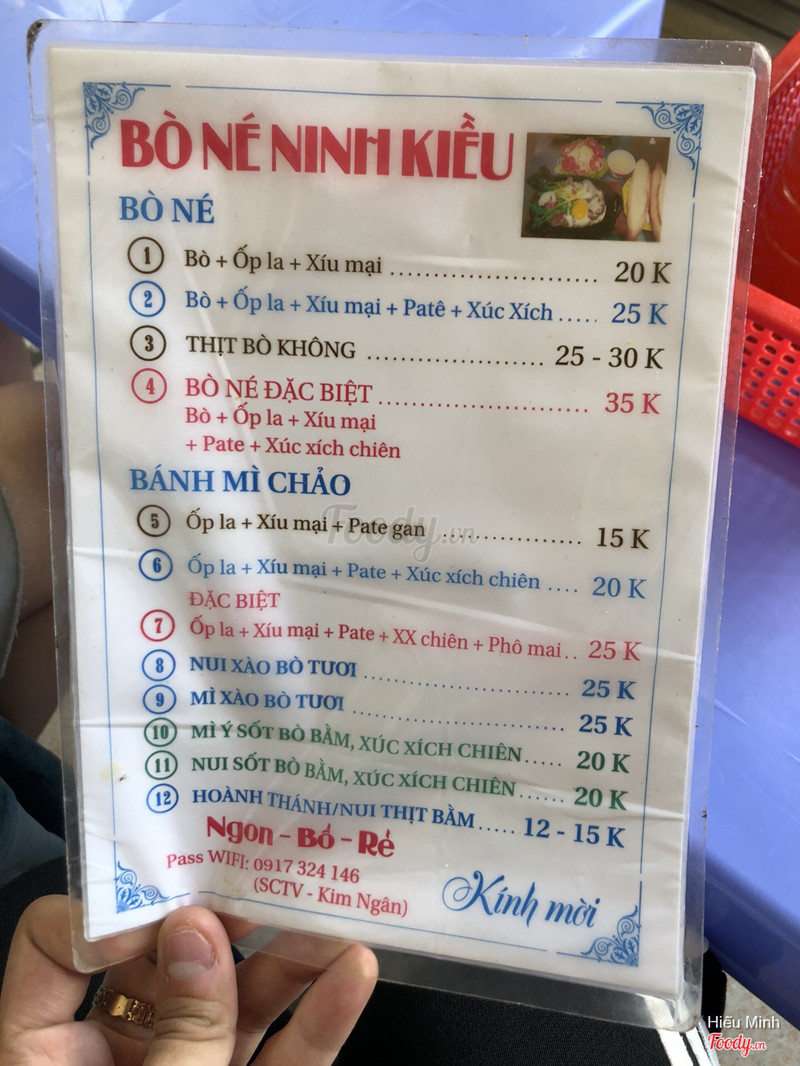 BÒ NÉ NINH KIỀU
BÒ NÉ
1 Bò + Ốp la + Xíu mại ........................ 20 K
2 Bò + Ốp la + Xíu mại + Patê + Xúc Xích ...... 25 K
3 THỊT BÒ KHÔNG ........................ 25 - 30 K
4 BÒ NÉ ĐẶC BIỆT ............................ 35 K
Bò + Ốp la + Xíu mại
+ Pate + Xúc xích chiên
BÁNH MÌ CHẢO
5 Ốp la + Xíu mại + Pate gan .................. 15 K
6 Ốp la + Xíu mại + Pate + Xúc xích chiên .... 20 K
ĐẶC BIỆT
7 Ốp la + Xíu mại + Pate + XX chiên + Phô mai .. 25 K
8 NUI XÀO BÒ TƯƠI ........................... 25 K
9 MÌ XÀO BÒ TƯƠI ............................ 25 K
10 MÌ Ý SỐT BÒ BẰM, XÚC XÍCH CHIÊN ..... 20 K
11 NUI SỐT BÒ BẰM, XÚC XÍCH CHIÊN ...... 20 K
12 HOÀNH THÁNH/NUI THỊT BẰM ..... 12 - 15 K
Ngon - Bổ - Rẻ
Pass WIFI: 0917 324 146
(SCTV - Kim Ngân)
Kính mời
Foody.vn
Hiếu Minh
Foody.vn